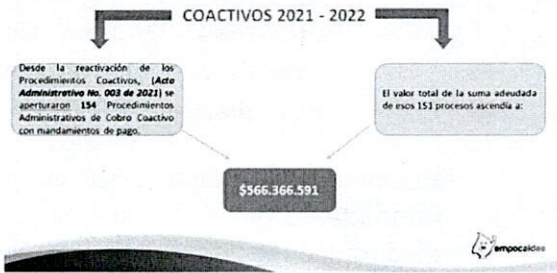 COACTIVOS 2021 - 2022
Desde la reactivación de los
Procedimientos Coactivos, (Acto
Administrativo No. 003 de 2021) se
aperturaron 154 Procedimientos
Administrativos de Cobro Coactivo
con mandamientos de pago.
El valor total de la suma adeudada
de esos 151 procesos ascendía a:
$566.366.591
empocaldas